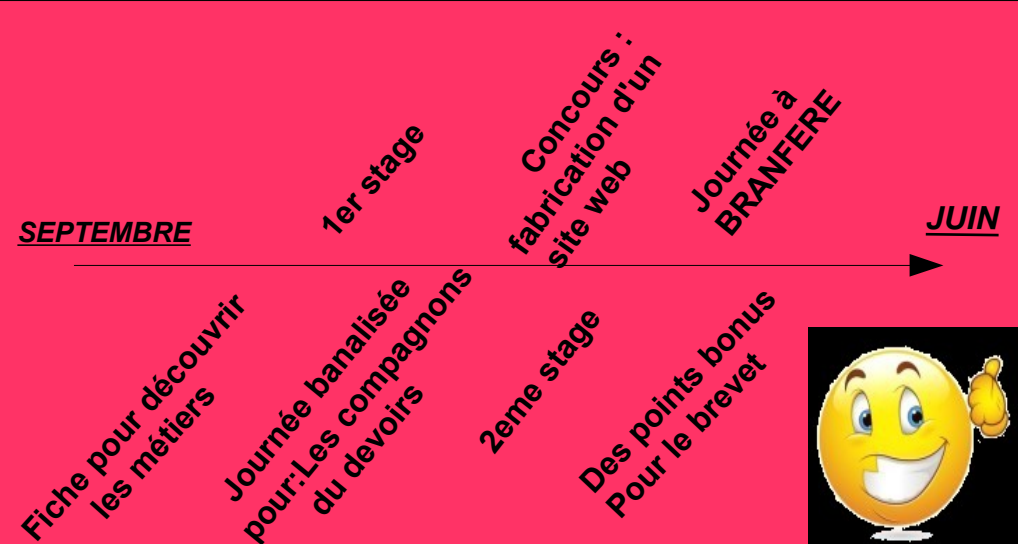 SEPTEMBRE
1er stage
Concours :
fabrication d'un
site web
Journée à
BRANFERE
JUIN
Fiche pour découvrir
les métiers
Journée banalisée
pour:Les compagnons
du devoirs
2eme stage
Des points bonus
Pour le brevet